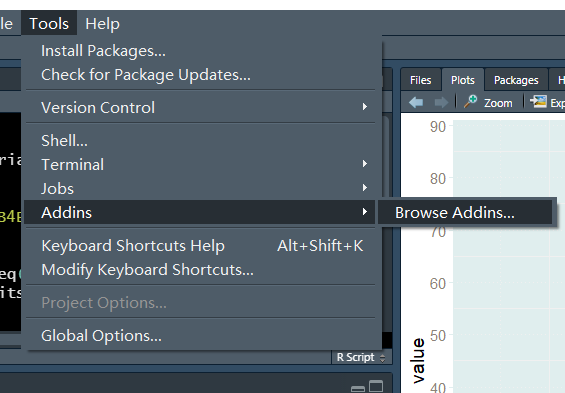 le Tools Help
Install Packages...
Check for Package Updates...
Version Control
Shell...
Terminal
Jobs
Addins
Browse Addins...
Keyboard Shortcuts Help Alt+Shift+K
Modify Keyboard Shortcuts...
Project Options...
Global Options...
ria
34E
eq(
its
R Script
Files Plots Packages H
Zoom Exp
90
80
70
60
50
40
value